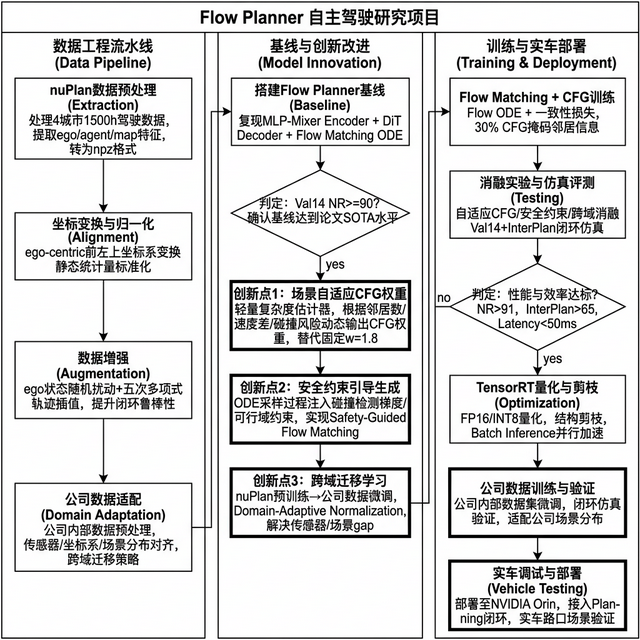 Flow Planner 自主驾驶研究项目
数据工程流水线
(Data Pipeline)
nuPlan数据预处理
(Extraction)
处理4城市1500h驾驶数据,
提取ego/agent/map特征,
转为npz格式
坐标变换与归一化
(Alignment)
ego-centric前左上坐标系变换
静态统计量标准化
数据增强
(Augmentation)
ego状态随机扰动+五次多项式
轨迹插值，提升闭环鲁棒性
公司数据适配
(Domain Adaptation)
公司内部数据预处理,
传感器/坐标系/场景分布对齐,
跨域迁移策略
基线与创新改进
(Model Innovation)
搭建Flow Planner基线
(Baseline)
复现MLP-Mixer Encoder + DiT
Decoder + Flow Matching ODE
判定：Val14 NR>=90?
确认基线达到论文SOTA水平
yes
创新点1：场景自适应CFG权重
轻量复杂度估计器，根据邻居数/
速度差/碰撞风险动态输出CFG权
重，替代固定w=1.8
创新点2：安全约束引导生成
ODE采样过程注入碰撞检测梯度/
可行域约束，实现Safety-Guided
Flow Matching
创新点3：跨域迁移学习
nuPlan预训练→公司数据微调,
Domain-Adaptive Normalization,
解决传感器/场景gap
训练与实车部署
(Training & Deployment)
Flow Matching + CFG训练
Flow ODE + 一致性损失,
30% CFG掩码邻居信息
消融实验与仿真评测
(Testing)
自适应CFG/安全约束/跨域消融
Val14+InterPlan闭环仿真
no
判定：性能与效率达标?
NR>91, InterPlan>65,
Latency<50ms
yes
TensorRT量化与剪枝
(Optimization)
FP16/INT8量化，结构剪枝,
Batch Inference并行加速
公司数据训练与验证
公司内部数据集微调，闭环仿真
验证，适配公司场景分布
实车调试与部署
(Vehicle Testing)
部署至NVIDIA Orin，接入Plan-
ning闭环，实车路口场景验证